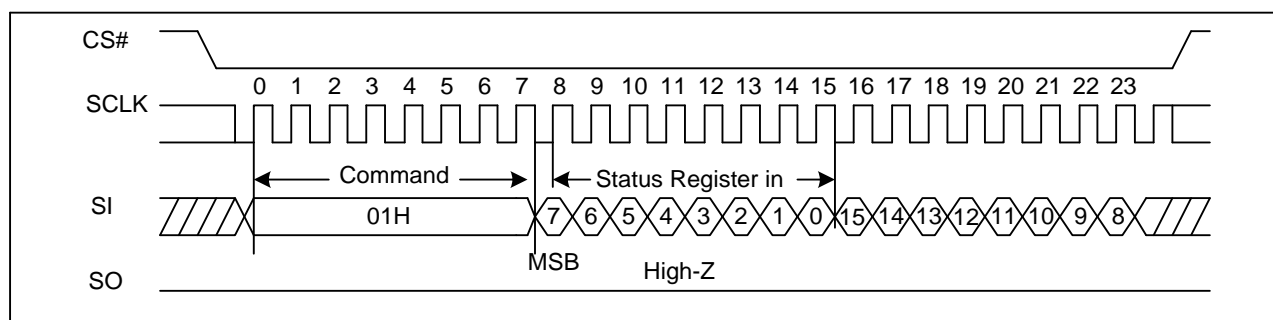 CS#
0 1 2 3 4 5 6 7 8 9 10 11 12 13 14 15 16 17 18 19 20 21 22 23
SCLK
Command Status Register in
SI 01H 7 6 5 4 3 2 1 0 15 14 13 12 11 10 9 8
MSB High-Z
SO